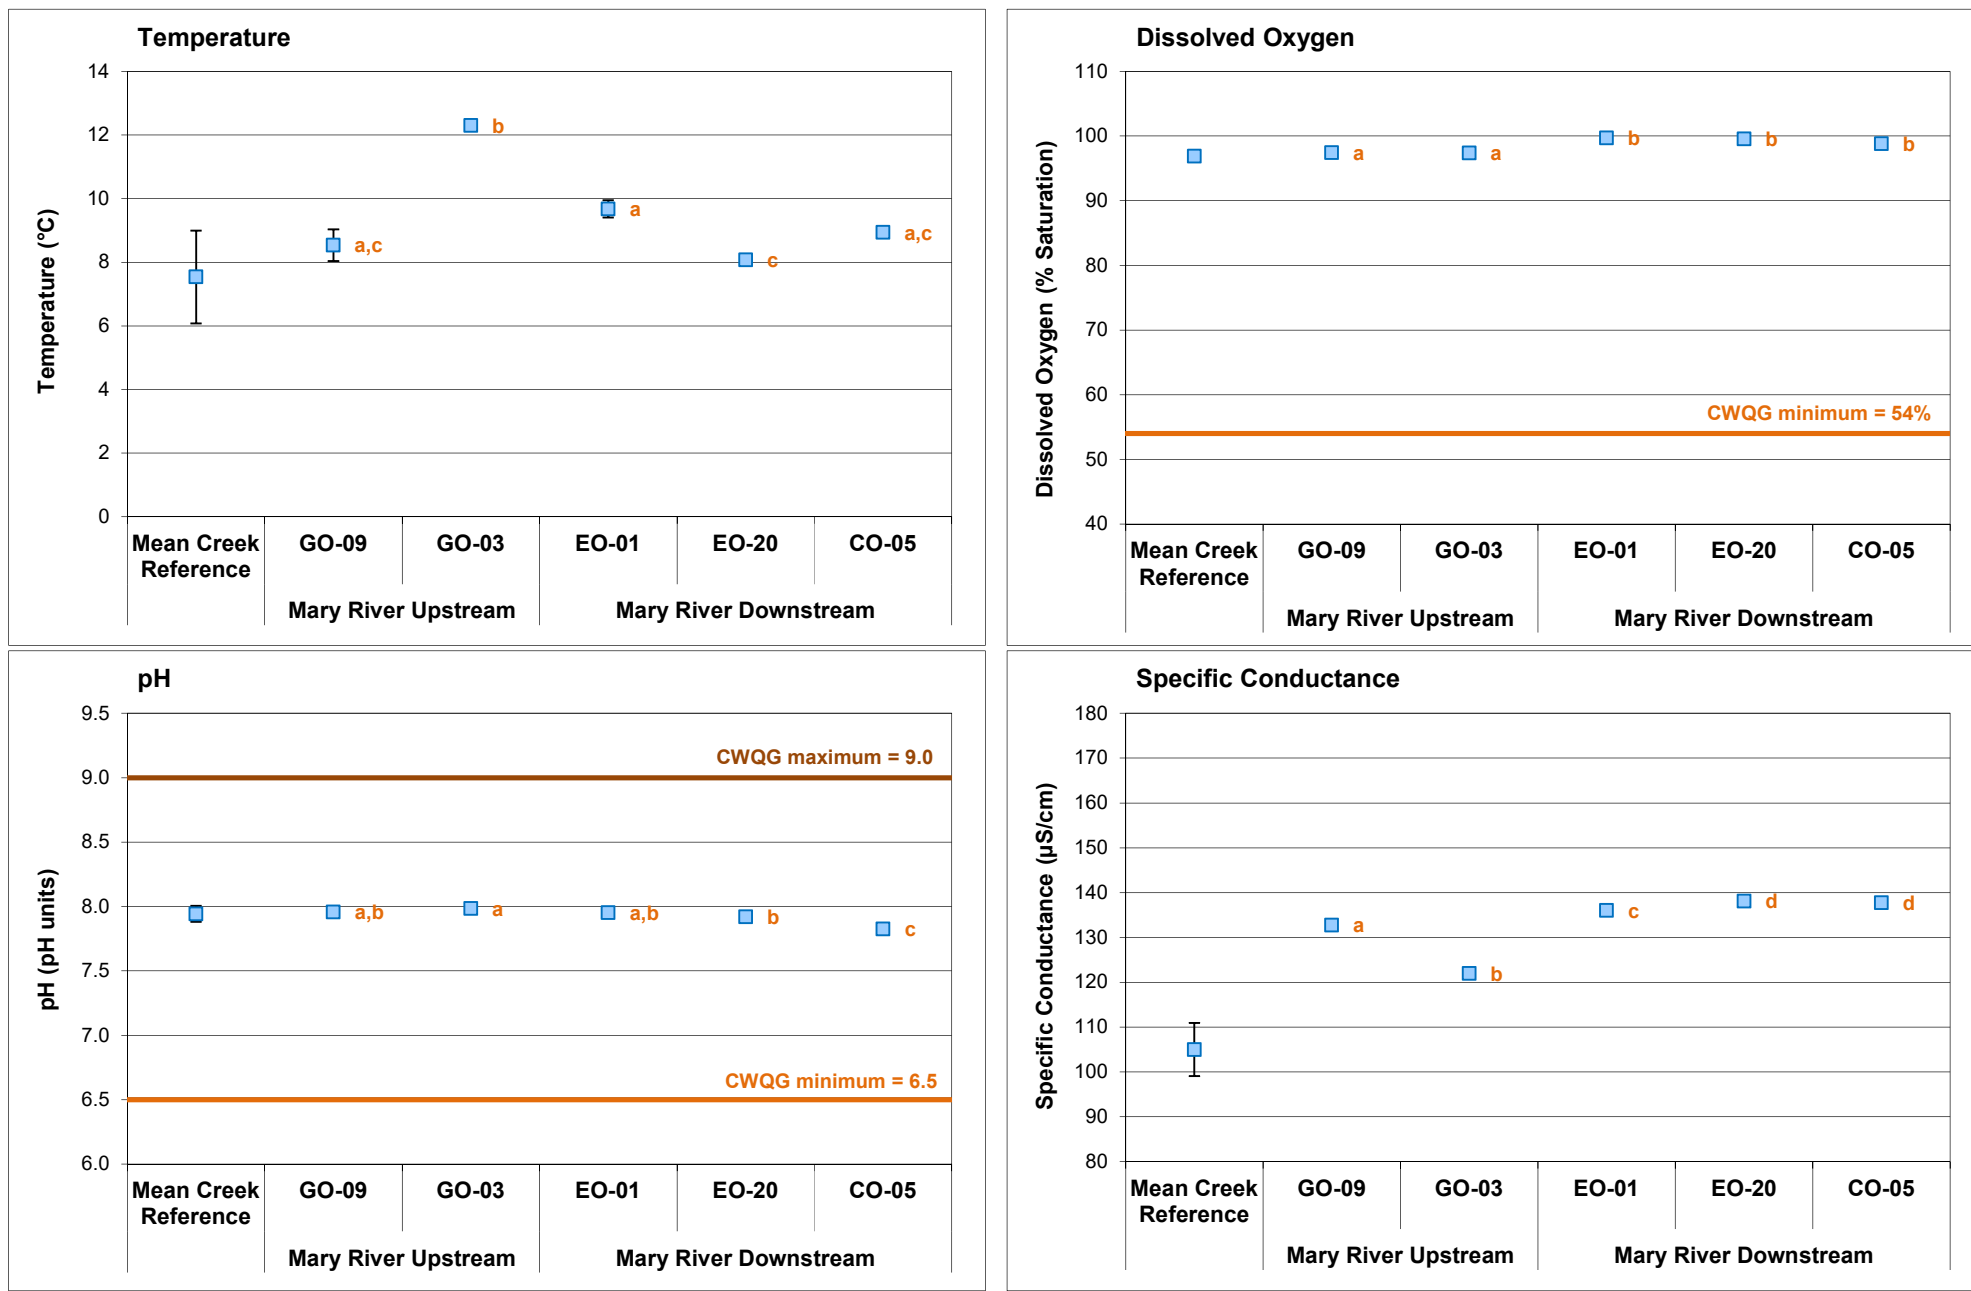 Temperature
Temperature (°C)
14
12
10
8
6
4
2
0
b
a,c
a
c
a,c
Mean Creek Reference
GO-09
GO-03
EO-01
EO-20
CO-05
Mary River Upstream
Mary River Downstream
Dissolved Oxygen
Dissolved Oxygen (% Saturation)
110
100
90
80
70
60
50
40
a
a
b
b
b
CWQG minimum = 54%
Mean Creek Reference
GO-09
GO-03
EO-01
EO-20
CO-05
Mary River Upstream
Mary River Downstream
pH
pH (pH units)
9.5
9.0
8.5
8.0
7.5
7.0
6.5
6.0
CWQG maximum = 9.0
a,b
a
a,b
b
c
CWQG minimum = 6.5
Mean Creek Reference
GO-09
GO-03
EO-01
EO-20
CO-05
Mary River Upstream
Mary River Downstream
Specific Conductance
Specific Conductance (µS/cm)
180
170
160
150
140
130
120
110
100
90
80
a
b
c
d
d
Mean Creek Reference
GO-09
GO-03
EO-01
EO-20
CO-05
Mary River Upstream
Mary River Downstream